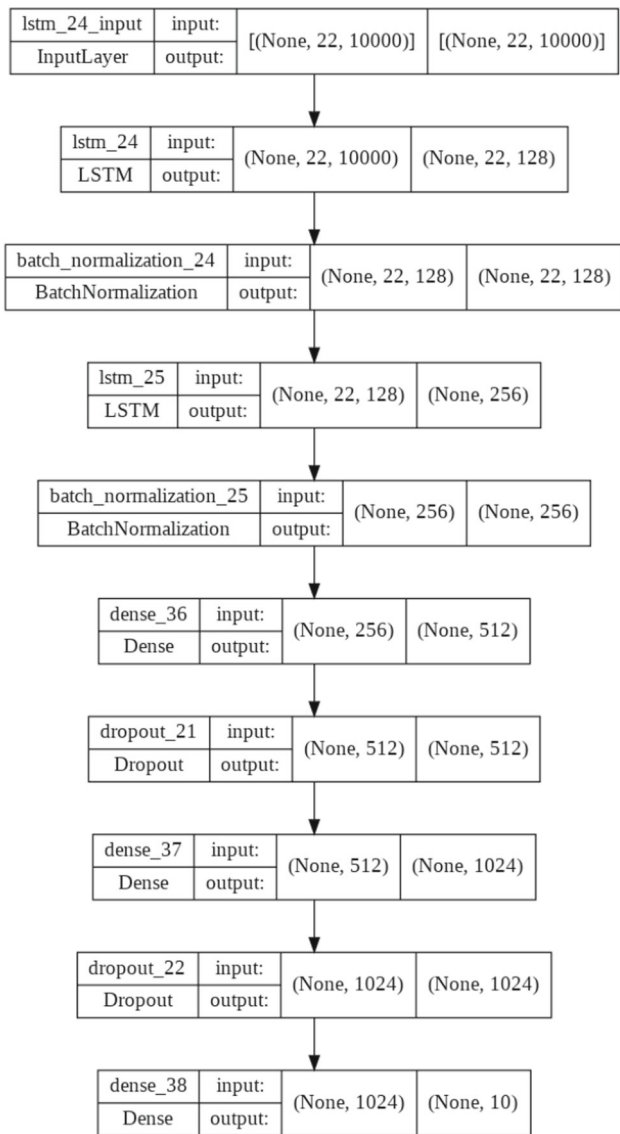 lstm_24_input input: [(None, 22, 10000)] [(None, 22, 10000)]
InputLayer output:
lstm_24 input: (None, 22, 10000) (None, 22, 128)
LSTM output:
batch_normalization_24 input: (None, 22, 128) (None, 22, 128)
BatchNormalization output:
lstm_25 input: (None, 22, 128) (None, 256)
LSTM output:
batch_normalization_25 input: (None, 256) (None, 256)
BatchNormalization output:
dense_36 input: (None, 256) (None, 512)
Dense output:
dropout_21 input: (None, 512) (None, 512)
Dropout output:
dense_37 input: (None, 512) (None, 1024)
Dense output:
dropout_22 input: (None, 1024) (None, 1024)
Dropout output:
dense_38 input: (None, 1024) (None, 10)
Dense output: